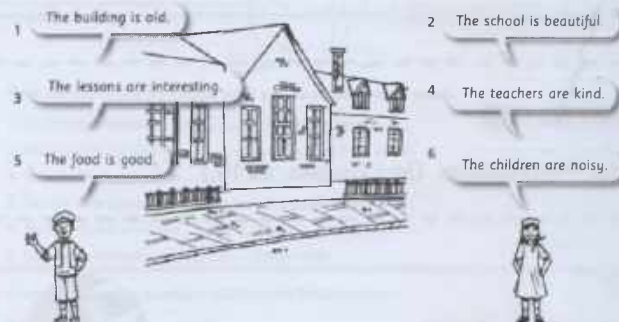 1 The building is old.
2 The school is beautiful.
3 The lessons are interesting.
4 The teachers are kind.
5 The food is good.
6 The children are noisy.